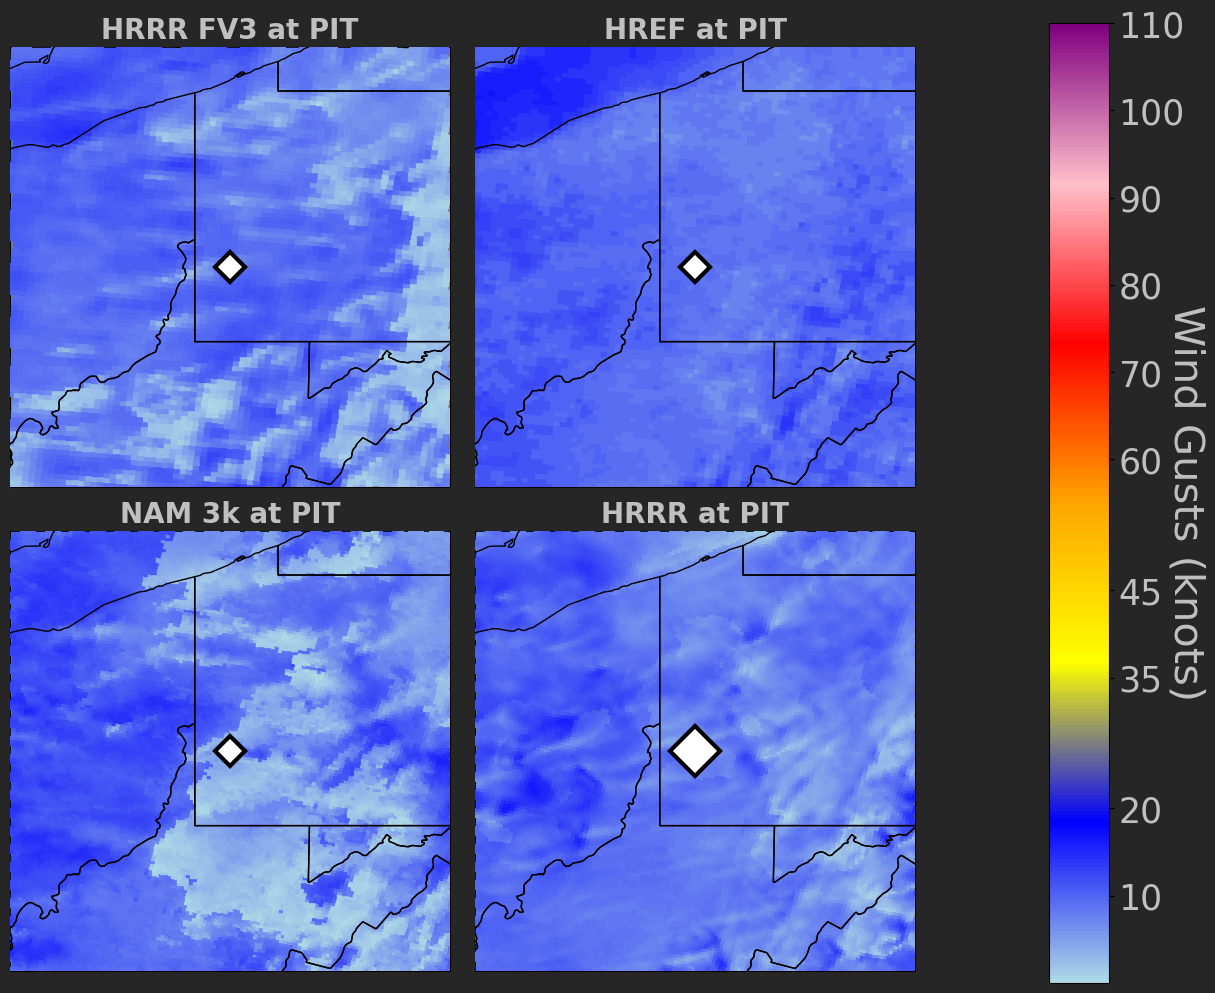 HRRR FV3 at PIT
HREF at PIT
NAM 3k at PIT
HRRR at PIT
110
100
90
80
70
60
45
35
20
10
Wind Gusts (knots)